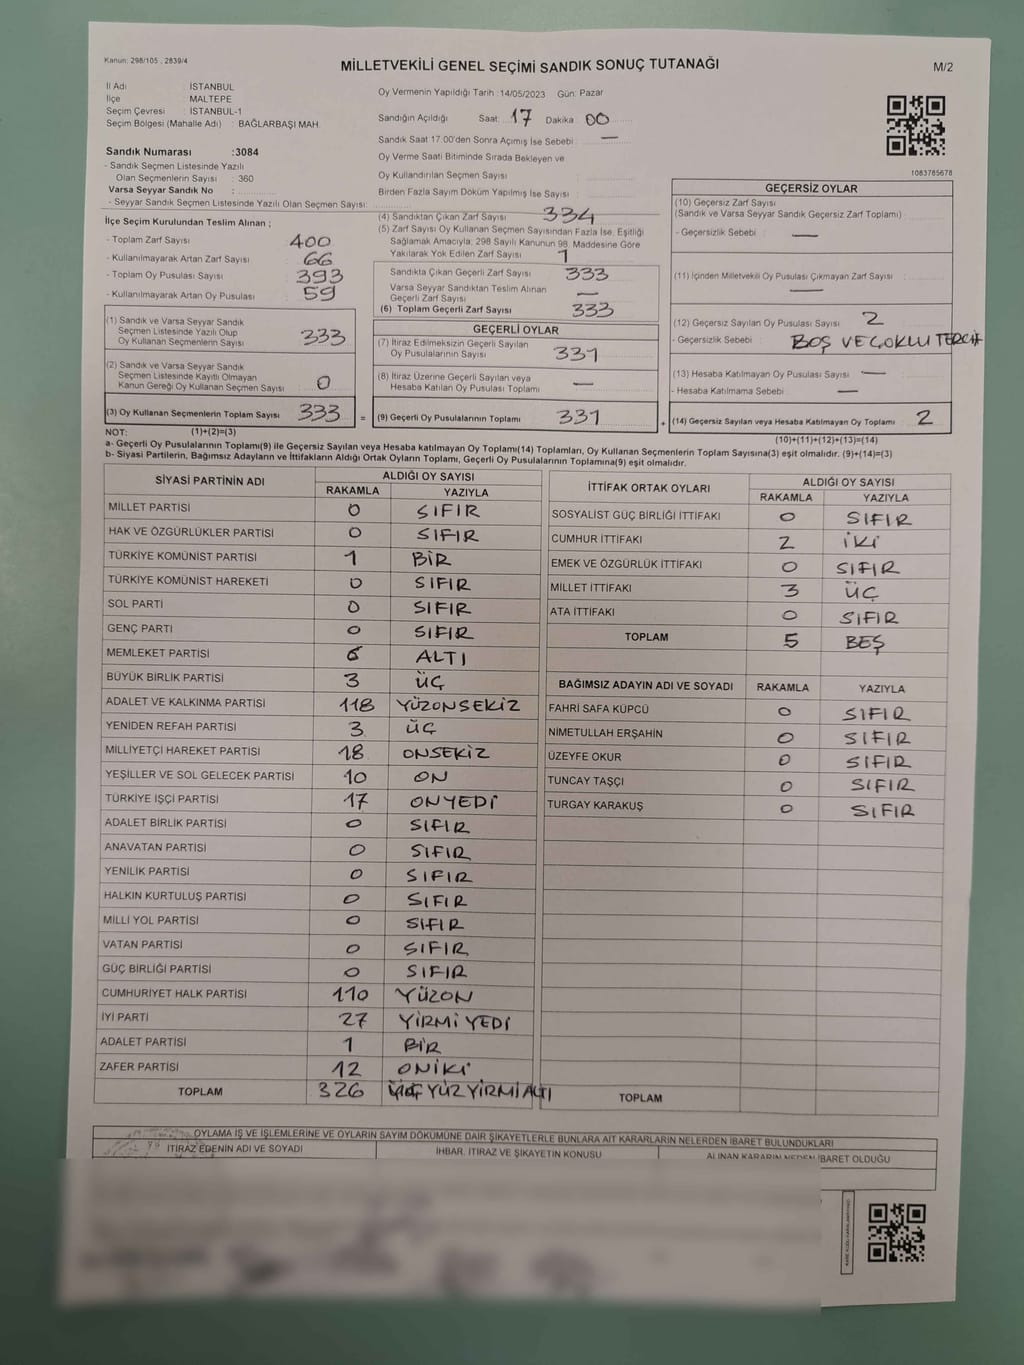 Kanun: 298/105 , 2839/4
MİLLETVEKİLİ GENEL SEÇİMİ SANDIK SONUÇ TUTANAĞI
M/2
İl Adı : İSTANBUL
İlçe : MALTEPE
Seçim Çevresi : İSTANBUL-1
Seçim Bölgesi (Mahalle Adı) : BAĞLARBAŞI MAH.
Sandık Numarası :3084
- Sandık Seçmen Listesinde Yazılı
Olan Seçmenlerin Sayısı : 360
Varsa Seyyar Sandık No :
- Seyyar Sandık Seçmen Listesinde Yazılı Olan Seçmen Sayısı:
Oy Vermenin Yapıldığı Tarih :14/05/2023 Gün: Pazar
Sandığın Açıldığı Saat: 17 Dakika: 00
Sandık Saat 17.00'den Sonra Açımış İse Sebebi : —
Oy Verme Saati Bitiminde Sırada Bekleyen ve
Oy Kullandırılan Seçmen Sayısı :
Birden Fazla Sayım Döküm Yapılmış İse Sayısı :
1083785678
İlçe Seçim Kurulundan Teslim Alınan ;
- Toplam Zarf Sayısı : 400
- Kullanılmayarak Artan Zarf Sayısı : 66
- Toplam Oy Pusulası Sayısı : 393
- Kullanılmayarak Artan Oy Pusulası : 59
(4) Sandıktan Çıkan Zarf Sayısı : 334
(5) Zarf Sayısı Oy Kullanan Seçmen Sayısından Fazla İse, Eşitliği
Sağlamak Amacıyla; 298 Sayılı Kanunun 98. Maddesine Göre
Yakılarak Yok Edilen Zarf Sayısı : 1
Sandıkta Çıkan Geçerli Zarf Sayısı : 333
Varsa Seyyar Sandıktan Teslim Alınan
Geçerli Zarf Sayısı : —
(6) Toplam Geçerli Zarf Sayısı : 333
GEÇERSİZ OYLAR
(10) Geçersiz Zarf Sayısı
(Sandık ve Varsa Seyyar Sandık Geçersiz Zarf Toplamı) :
- Geçersizlik Sebebi : —
(11) İçinden Milletvekili Oy Pusulası Çıkmayan Zarf Sayısı :
—
(12) Geçersiz Sayılan Oy Pusulası Sayısı : 2
- Geçersizlik Sebebi : BOŞ VE ÇOKLU TERCİH
(13) Hesaba Katılmayan Oy Pusulası Sayısı : —
- Hesaba Katılmama Sebebi : —
(14) Geçersiz Sayılan veya Hesaba Katılmayan Oy Toplamı : 2
(1) Sandık ve Varsa Seyyar Sandık
Seçmen Listesinde Yazılı Olup
Oy Kullanan Seçmenlerin Sayısı : 333
(2) Sandık ve Varsa Seyyar Sandık
Seçmen Listesinde Kayıtlı Olmayan
Kanun Gereği Oy Kullanan Seçmen Sayısı : 0
(3) Oy Kullanan Seçmenlerin Toplam Sayısı : 333
GEÇERLİ OYLAR
(7) İtiraz Edilmeksizin Geçerli Sayılan
Oy Pusulalarının Sayısı : 331
(8) İtiraz Üzerine Geçerli Sayılan veya
Hesaba Katılan Oy Pusulası Toplamı : —
= (9) Geçerli Oy Pusulalarının Toplamı : 331 +
NOT: (1)+(2)=(3)
(10)+(11)+(12)+(13)=(14)
a- Geçerli Oy Pusulalarının Toplamı(9) ile Geçersiz Sayılan veya Hesaba katılmayan Oy Toplamı(14) Toplamları, Oy Kullanan Seçmenlerin Toplam Sayısına(3) eşit olmalıdır. (9)+(14)=(3)
b- Siyasi Partilerin, Bağımsız Adayların ve İttifakların Aldığı Ortak Oyların Toplamı, Geçerli Oy Pusulalarının Toplamına(9) eşit olmalıdır.
SİYASİ PARTİNİN ADI ALDIĞI OY SAYISI
RAKAMLA YAZIYLA
MİLLET PARTİSİ 0 SIFIR
HAK VE ÖZGÜRLÜKLER PARTİSİ 0 SIFIR
TÜRKİYE KOMÜNİST PARTİSİ 1 BİR
TÜRKİYE KOMÜNİST HAREKETİ 0 SIFIR
SOL PARTİ 0 SIFIR
GENÇ PARTİ 0 SIFIR
MEMLEKET PARTİSİ 6 ALTI
BÜYÜK BİRLİK PARTİSİ 3 ÜÇ
ADALET VE KALKINMA PARTİSİ 118 YÜZONSEKİZ
YENİDEN REFAH PARTİSİ 3 ÜÇ
MİLLİYETÇİ HAREKET PARTİSİ 18 ONSEKİZ
YEŞİLLER VE SOL GELECEK PARTİSİ 10 ON
TÜRKİYE İŞÇİ PARTİSİ 17 ONYEDİ
ADALET BİRLİK PARTİSİ 0 SIFIR
ANAVATAN PARTİSİ 0 SIFIR
YENİLİK PARTİSİ 0 SIFIR
HALKIN KURTULUŞ PARTİSİ 0 SIFIR
MİLLİ YOL PARTİSİ 0 SIFIR
VATAN PARTİSİ 0 SIFIR
GÜÇ BİRLİĞİ PARTİSİ 0 SIFIR
CUMHURİYET HALK PARTİSİ 110 YÜZON
İYİ PARTİ 27 YİRMİ YEDİ
ADALET PARTİSİ 1 BİR
ZAFER PARTİSİ 12 ONİKİ
TOPLAM 326 ÜÇ YÜZ YİRMİ ALTI
İTTİFAK ORTAK OYLARI ALDIĞI OY SAYISI
RAKAMLA YAZIYLA
SOSYALİST GÜÇ BİRLİĞİ İTTİFAKI 0 SIFIR
CUMHUR İTTİFAKI 2 İKİ
EMEK VE ÖZGÜRLÜK İTTİFAKI 0 SIFIR
MİLLET İTTİFAKI 3 ÜÇ
ATA İTTİFAKI 0 SIFIR
TOPLAM 5 BEŞ
BAĞIMSIZ ADAYIN ADI VE SOYADI RAKAMLA YAZIYLA
FAHRİ SAFA KÜPCÜ 0 SIFIR
NİMETULLAH ERŞAHİN 0 SIFIR
ÜZEYFE OKUR 0 SIFIR
TUNCAY TAŞÇI 0 SIFIR
TURGAY KARAKUŞ 0 SIFIR
TOPLAM
OYLAMA İŞ VE İŞLEMLERİNE VE OYLARIN SAYIM DÖKÜMÜNE DAİR ŞİKAYETLERLE BUNLARA AİT KARARLARIN NELERDEN İBARET BULUNDUKLARI
İTİRAZ EDENİN ADI VE SOYADI İHBAR, İTİRAZ VE ŞİKAYETİN KONUSU ALINAN KARARIN NEDEN İBARET OLDUĞU